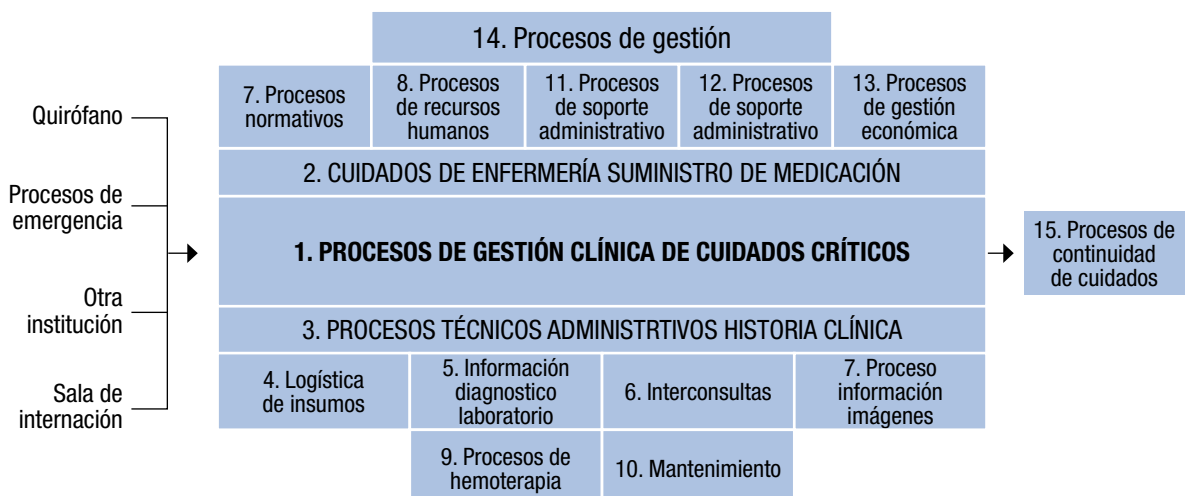 14. Procesos de gestión
7. Procesos
normativos
8. Procesos
de recursos
humanos
11. Procesos
de soporte
administrativo
12. Procesos
de soporte
administrativo
13. Procesos
de gestión
económica
Quirófano
Procesos de
emergencia
Otra
institución
Sala de
internación
2. CUIDADOS DE ENFERMERÍA SUMINISTRO DE MEDICACIÓN
1. PROCESOS DE GESTIÓN CLÍNICA DE CUIDADOS CRÍTICOS
15. Procesos de
continuidad
de cuidados
3. PROCESOS TÉCNICOS ADMINISTRTIVOS HISTORIA CLÍNICA
4. Logística
de insumos
5. Información
diagnostico
laboratorio
6. Interconsultas
7. Proceso
información
imágenes
9. Procesos de
hemoterapia
10. Mantenimiento